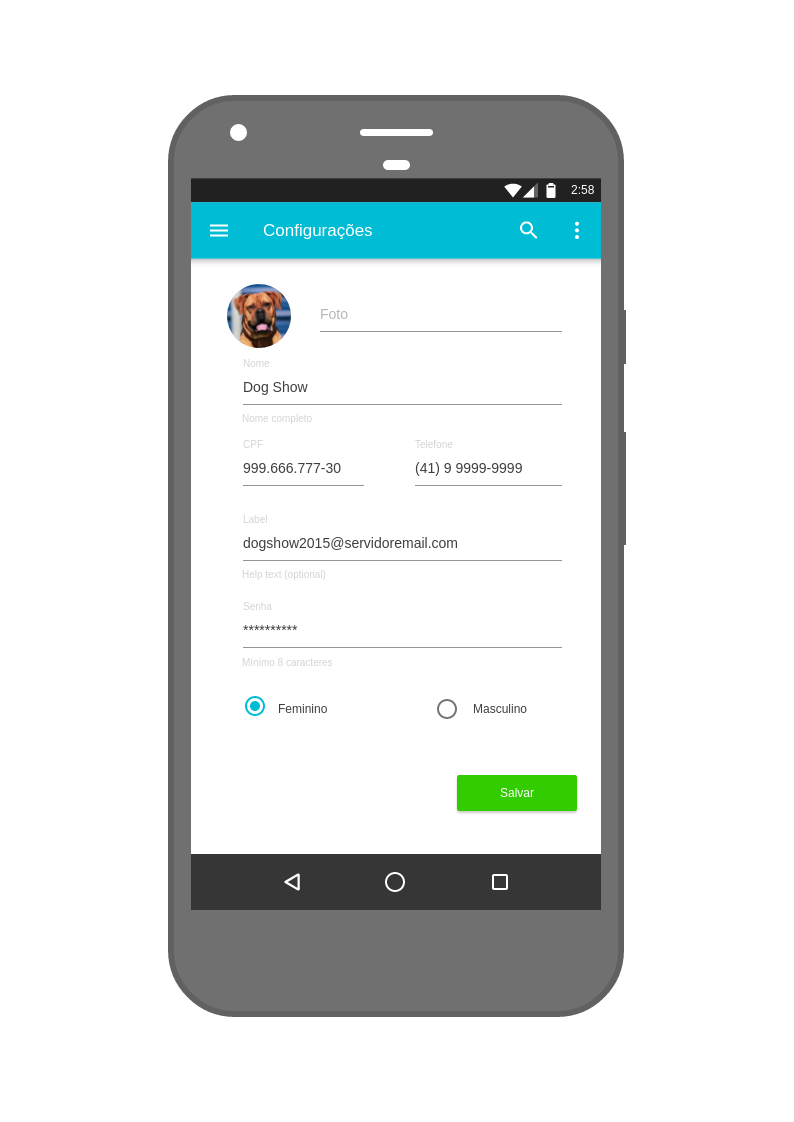 2:58
Configurações
Foto
Nome
Dog Show
Nome completo
CPF
Telefone
999.666.777-30
(41) 9 9999-9999
Label
dogshow2015@servidoremail.com
Help text (optional)
Senha
**********
Mínimo 8 caracteres
Feminino
Masculino
Salvar